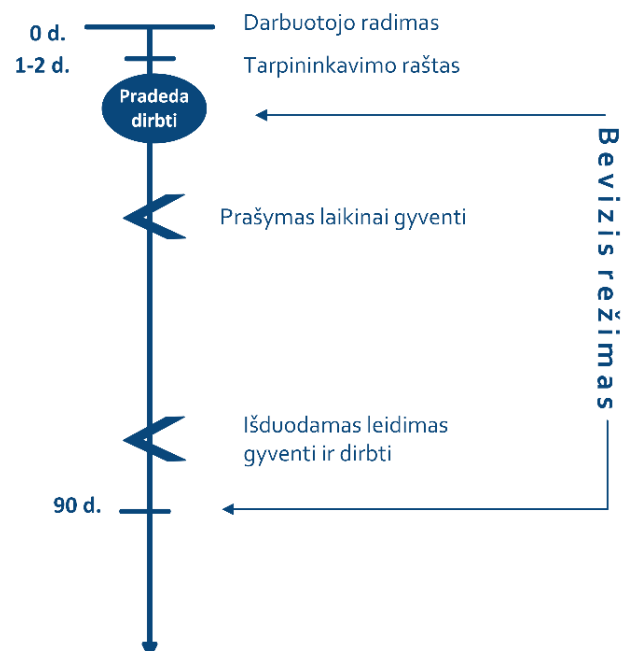 0 d.
Darbuotojo radimas
1-2 d.
Tarpininkavimo raštas
Pradeda
dirbti
Bevizis režimas
Prašymas laikinai gyventi
Išduodamas leidimas
gyventi ir dirbti
90 d.